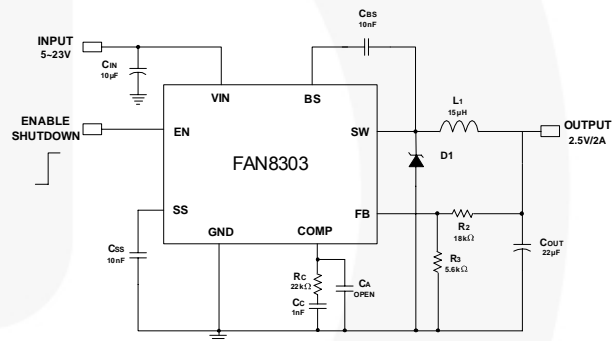 CBS
10nF
INPUT
5~23V
CIN
10µF
VIN
BS
L1
15µH
ENABLE
SHUTDOWN
EN
SW
OUTPUT
2.5V/2A
D1
FAN8303
SS
FB
R2
18kΩ
GND
COMP
CSS
10nF
COUT
22µF
RC
22kΩ
CA
OPEN
R3
5.6kΩ
CC
1nF